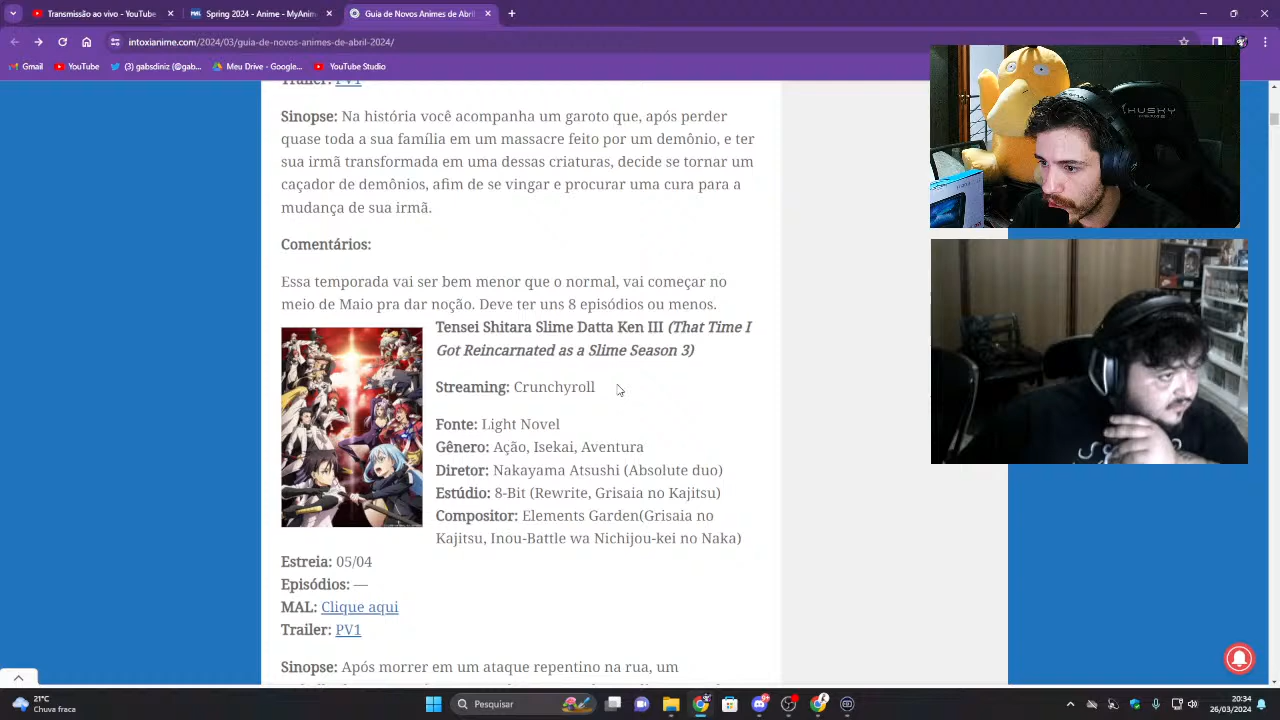 Transmissões ao Vivo - YouTub
Spring 2024 - Anime
Guia de Novos Animes de Abril
intoxianime.com/2024/03/guia-de-novos-animes-de-abril-2024/
Gmail
YouTube
(3) gabsdiniz (@gab...
Meu Drive - Google...
YouTube Studio
Trailer: PV1
Sinopse: Na história você acompanha um garoto que, após perder
quase toda a sua família em um massacre feito por um demônio, e ter
sua irmã transformada em uma dessas criaturas, decide se tornar um
caçador de demônios, afim de se vingar e procurar uma cura para a
mudança de sua irmã.
Comentários:
Essa temporada vai ser bem menor que o normal, vai começar no
meio de Maio pra dar noção. Deve ter uns 8 episódios ou menos.
Tensei Shitara Slime Datta Ken III (That Time I
Got Reincarnated as a Slime Season 3)
Streaming: Crunchyroll
Fonte: Light Novel
Gênero: Ação, Isekai, Aventura
Diretor: Nakayama Atsushi (Absolute duo)
Estúdio: 8-Bit (Rewrite, Grisaia no Kajitsu)
Compositor: Elements Garden(Grisaia no
Kajitsu, Inou-Battle wa Nichijou-kei no Naka)
Estreia: 05/04
Episódios: —
MAL: Clique aqui
Trailer: PV1
Sinopse: Após morrer em um ataque repentino na rua, um
HUSKY
21°C
Chuva fraca
Pesquisar
20:34
26/03/2024